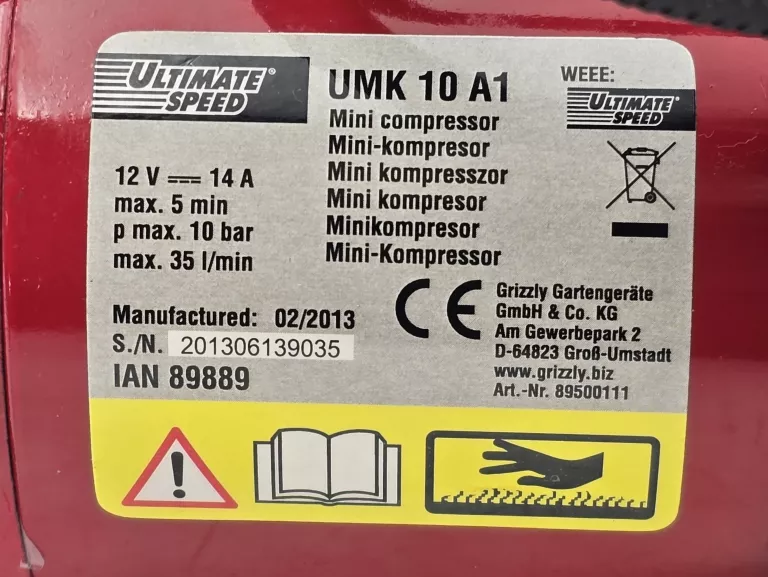 ULTIMATE®
SPEED
12 V ⎓ 14 A
max. 5 min
p max. 10 bar
max. 35 l/min
UMK 10 A1
Mini compressor
Mini-kompresor
Mini kompresszor
Mini kompresor
Minikompresor
Mini-Kompressor
WEEE:
ULTIMATE®
SPEED
Manufactured: 02/2013
S./N. 201306139035
IAN 89889
CE
Grizzly Gartengeräte
GmbH & Co. KG
Am Gewerbepark 2
D-64823 Groß-Umstadt
www.grizzly.biz
Art.-Nr. 89500111